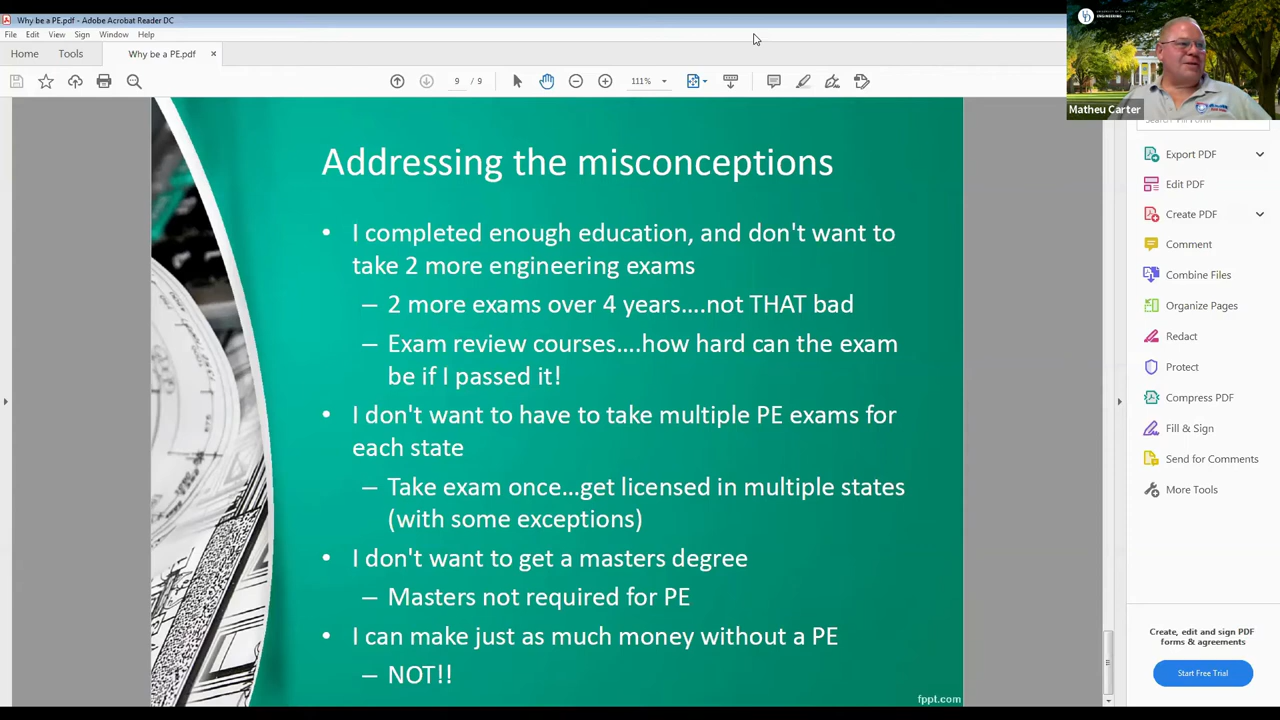 Why be a PE.pdf - Adobe Acrobat Reader DC
File Edit View Sign Window Help
Home Tools Why be a PE.pdf ×
9 / 9 111%
ENGINEERING
Matheu Carter
Addressing the misconceptions
• I completed enough education, and don't want to
take 2 more engineering exams
– 2 more exams over 4 years....not THAT bad
– Exam review courses....how hard can the exam
be if I passed it!
• I don't want to have to take multiple PE exams for
each state
– Take exam once...get licensed in multiple states
(with some exceptions)
• I don't want to get a masters degree
– Masters not required for PE
• I can make just as much money without a PE
– NOT!!
fppt.com
Export PDF
Edit PDF
Create PDF
Comment
Combine Files
Organize Pages
Redact
Protect
Compress PDF
Fill & Sign
Send for Comments
More Tools
Create, edit and sign PDF
forms & agreements
Start Free Trial